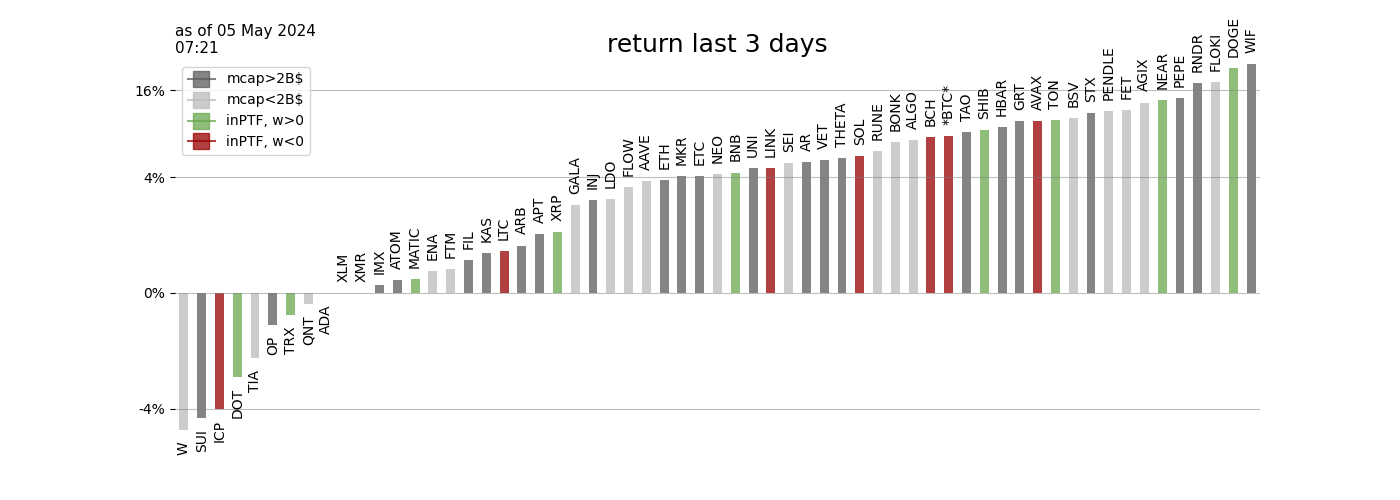 as of 05 May 2024
07:21
return last 3 days
mcap>2B$
mcap<2B$
inPTF, w>0
inPTF, w<0
16%
4%
0%
-4%
W
SUI
ICP
DOT
TIA
OP
TRX
QNT
ADA
XLM
XMR
IMX
ATOM
MATIC
ENA
FTM
FIL
KAS
LTC
ARB
APT
XRP
GALA
INJ
LDO
FLOW
AAVE
ETH
MKR
ETC
NEO
BNB
UNI
LINK
SEI
AR
VET
THETA
SOL
RUNE
BONK
ALGO
BCH
*BTC*
TAO
SHIB
HBAR
GRT
AVAX
TON
BSV
STX
PENDLE
FET
AGIX
NEAR
PEPE
RNDR
FLOKI
DOGE
WIF